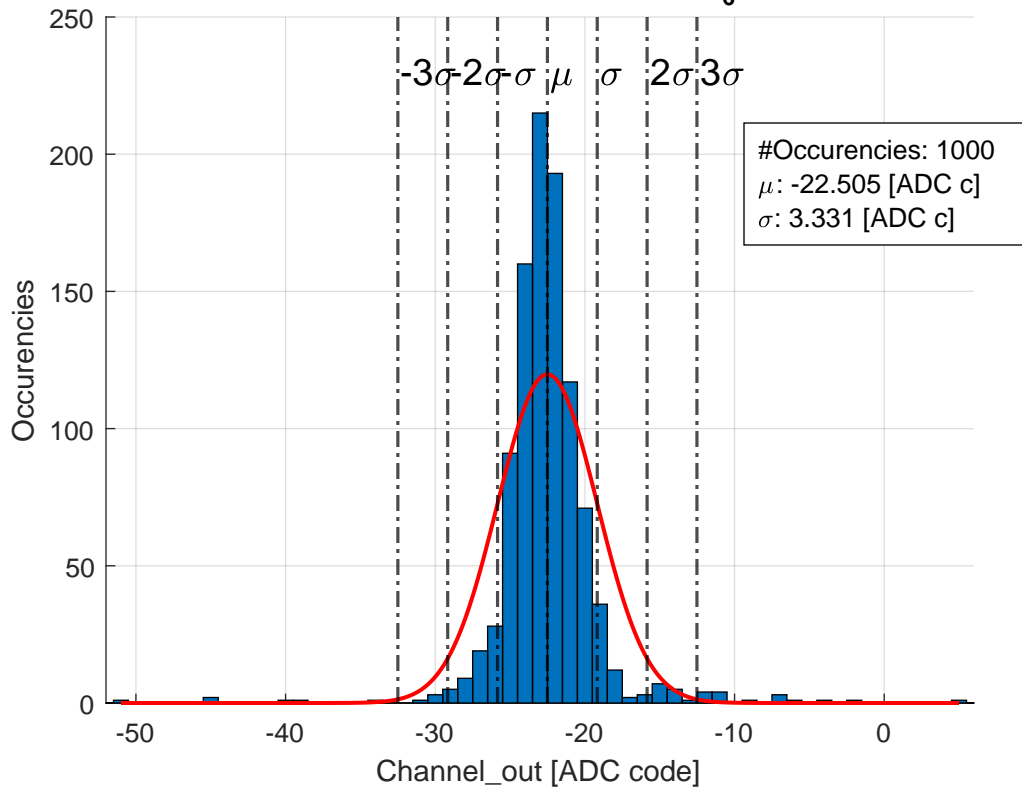 250
200
150
100
50
0
-3σ -2σ -σ μ σ 2σ 3σ
#Occurencies: 1000
μ: -22.505 [ADC c]
σ: 3.331 [ADC c]
Occurencies
-50 -40 -30 -20 -10 0
Channel_out [ADC code]